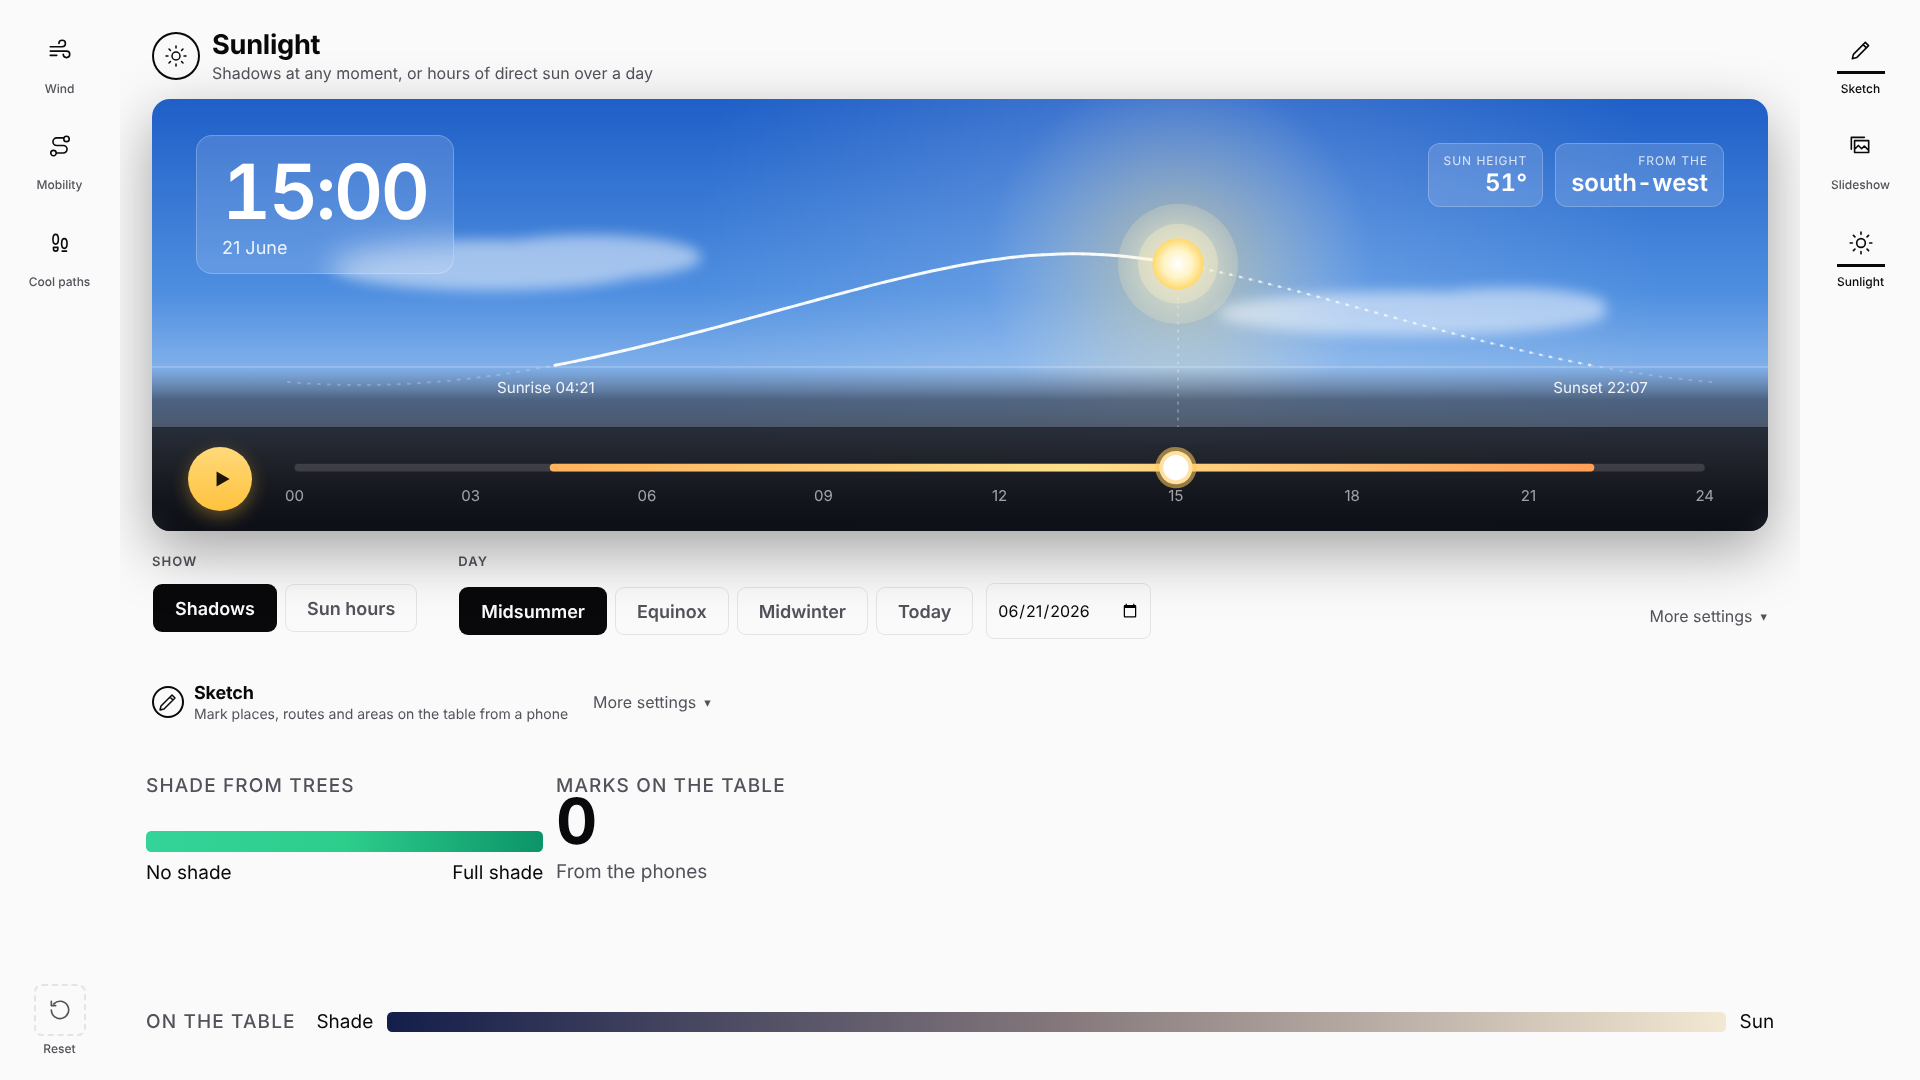 Wind
Mobility
Cool paths
Reset
Sunlight
Shadows at any moment, or hours of direct sun over a day
15:00
21 June
SUN HEIGHT
51°
FROM THE
south-west
Sunrise 04:21
Sunset 22:07
00 03 06 09 12 15 18 21 24
SHOW
Shadows Sun hours
DAY
Midsummer Equinox Midwinter Today 06/21/2026
More settings ▾
Sketch
Mark places, routes and areas on the table from a phone
More settings ▾
SHADE FROM TREES
No shade Full shade
MARKS ON THE TABLE
0
From the phones
ON THE TABLE Shade Sun
Sketch
Slideshow
Sunlight